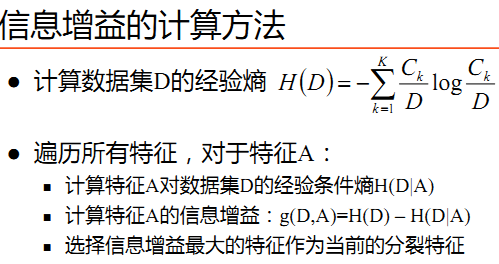 信息增益的计算方法
● 计算数据集D的经验熵 H(D)=-∑_{k=1}^{K} \frac{C_k}{D} log \frac{C_k}{D}
● 遍历所有特征，对于特征A：
▪ 计算特征A对数据集D的经验条件熵H(D|A)
▪ 计算特征A的信息增益：g(D,A)=H(D) – H(D|A)
▪ 选择信息增益最大的特征作为当前的分裂特征